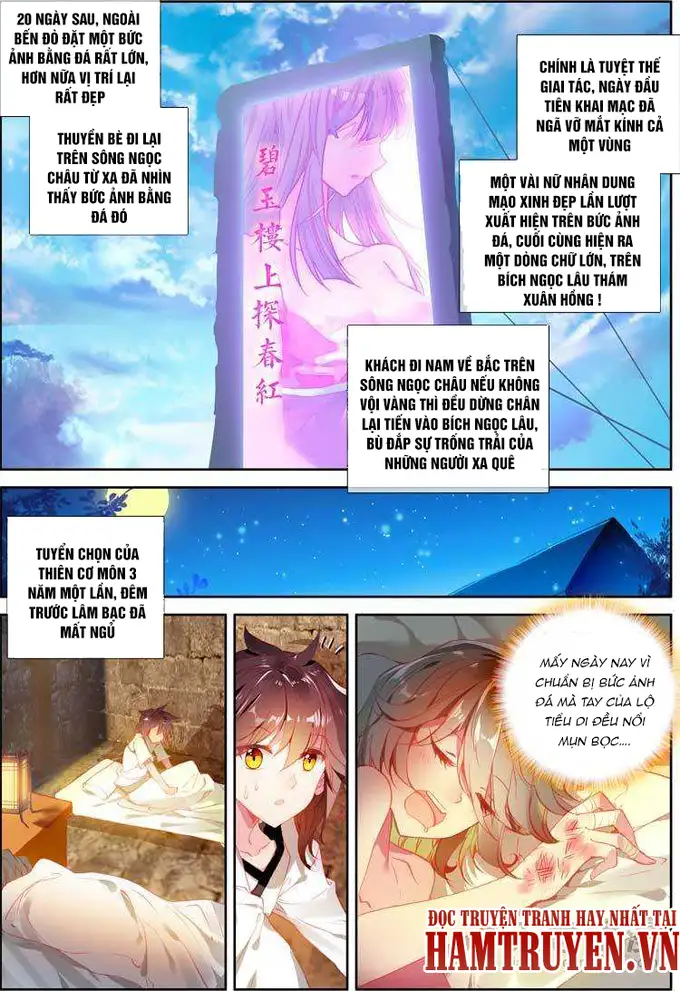 20 NGÀY SAU, NGOÀI
BẾN ĐÒ ĐẶT MỘT BỨC
ẢNH BẰNG ĐÁ RẤT LỚN,
HƠN NỮA VỊ TRÍ LẠI
RẤT ĐẸP
THUYỀN BÈ ĐI LẠI
TRÊN SÔNG NGỌC
CHÂU TỪ XA ĐÃ NHÌN
THẤY BỨC ẢNH BẰNG
ĐÁ ĐÓ
碧玉樓上探春紅
CHÍNH LÀ TUYỆT THẾ
GIAI TÁC, NGÀY ĐẦU
TIÊN KHAI MẠC ĐÃ
NGÃ VỠ MẮT KÍNH CẢ
MỘT VÙNG
MỘT VÀI NỮ NHÂN DUNG
MẠO XINH ĐẸP LẦN LƯỢT
XUẤT HIỆN TRÊN BỨC ẢNH
ĐÁ, CUỐI CÙNG HIỆN RA
MỘT DÒNG CHỮ LỚN, TRÊN
BÍCH NGỌC LÂU THÁM
XUÂN HỒNG !
KHÁCH ĐI NAM VỀ BẮC TRÊN
SÔNG NGỌC CHÂU NẾU KHÔNG
VỘI VÀNG THÌ ĐỀU DỪNG CHÂN
LẠI TIẾN VÀO BÍCH NGỌC LÂU,
BÙ ĐẮP SỰ TRỐNG TRẢI CỦA
NHỮNG NGƯỜI XA QUÊ
TUYỂN CHỌN CỦA
THIÊN CƠ MÔN 3
NĂM MỘT LẦN, ĐÊM
TRƯỚC LÂM BẠC ĐÃ
MẤT NGỦ
MẤY NGÀY NAY VÌ
CHUẨN BỊ BỨC ẢNH
ĐÁ MÀ TAY CỦA LỘ
TIỂU DI ĐỀU NỔI
MỤN BỌC....
ĐỌC TRUYỆN TRANH HAY NHẤT TẠI
HAMTRUYEN.VN